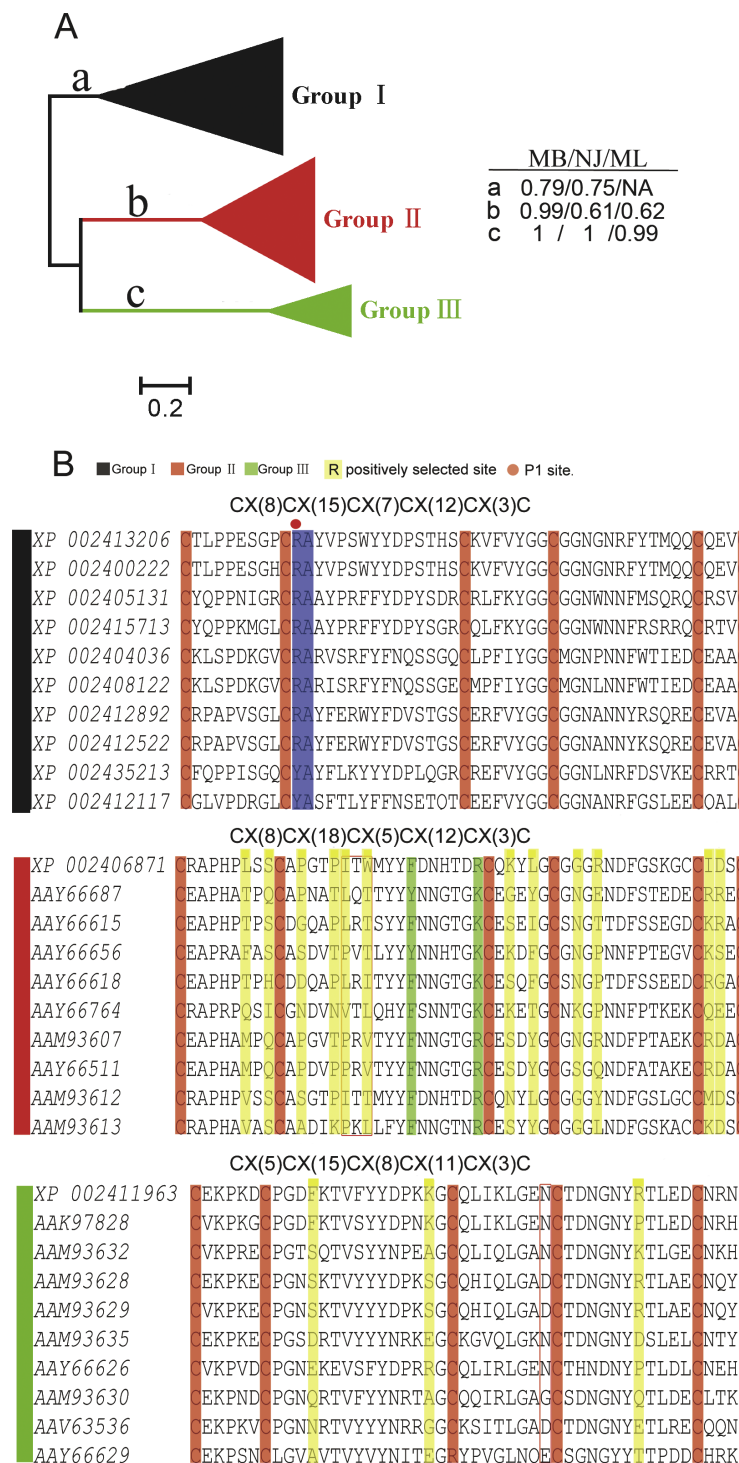 A
a
Group Ⅰ
b
Group Ⅱ
c
Group Ⅲ
MB/NJ/ML
a 0.79/0.75/NA
b 0.99/0.61/0.62
c 1 / 1 /0.99
0.2
B
Group Ⅰ Group Ⅱ Group Ⅲ R positively selected site P1 site.
CX(8)CX(15)CX(7)CX(12)CX(3)C
XP 002413206 CTLPPESGPCRAYVPSWYYDPSTHSCKVFVYGGCGGNGNRFYTMQQCQEV
XP 002400222 CTLPPESGHCRAYVPSWYYDPSTHSCKVFVYGGCGGNGNRFYTMQQCQEV
XP 002405131 CYQPPNIGRCRAAYPRFFYDPYSDRCRLFKYGGCGGNWNNFMSQRQCRSV
XP 002415713 CYQPPKMGLCRAAYPRFFYDPYSGRCQLFKYGGCGGNWNNFRSRRQCRTV
XP 002404036 CKLSPDKGVCRARVSRFYFNQSSGQCLPFIYGGCMGNPNNFWTIEDCEAA
XP 002408122 CKLSPDKGVCRARISRFYFNQSSGECMPFIYGGCMGNLNNFWTIEDCEAA
XP 002412892 CRPAPVSGLCRAYFERWYFDVSTGSCERFVYGGCGGNANNYRSQRECEVA
XP 002412522 CRPAPVSGLCRAYFERWYFDVSTGSCERFVYGGCGGNANNYKSQRECEVA
XP 002435213 CFQPPISGQCYAYFLKYYYDPLQGRCREFVYGGCGGNLNRFDSVKECRRT
XP 002412117 CGLVPDRGLCYASFTLYFFNSETOTCEEFVYGGCGGNANRFGSLEECQAL
CX(8)CX(18)CX(5)CX(12)CX(3)C
XP 002406871 CRAPHPLSSCAPGTPITWMYYFDNHTDRCQKYLGCGGGRNDFGSKGCCIDS
AAY66687 CEAPHATPQCAPNATLQTTYYYNNGTGKCEGEYGCGNGENDFSTEDECRRE
AAY66615 CEAPHPTPSCDGQAPLRTSYYFNNGTGKCSEIGCSNGTTDFSSEGDCKRA
AAY66656 CEAPRAFASCASDVTPVTLYYYNNGTGKCEKDFGCGNGPNNFPTEGVCKSE
AAY66618 CEAPHPTPHCDDQAPLRITYYFNNGTGKCESQFGCSNGPTDFSSEEDCRGA
AAY66764 CRAPRPQSICGNDVNVTLQHYFSNNTGKCEKETGCNKGPNNFPTKEKCQEE
AAM93607 CEAPHAMPQCAPGVTPRVTYYFNNGTGRCESDYGCGNGRNDFPTAEKCRDA
AAY66511 CEAPHAMPQCAPDVPPRVTYYFNNGTGRCESDYGCGSGQNDFATAKECRDA
AAM93612 CRAPHPVSSCASGTPITTMYYFDNHTDRCQNYLGCGGGYNDFGSLGCCMDS
AAM93613 CRAPHAVASCAADIKPKLLFYFNNGTNRCESYYGCGGGLNDFGSKACCKDS
CX(5)CX(15)CX(8)CX(11)CX(3)C
XP 002411963 CEKPKDCPGDFKTVFYYDPKKGCQLIKLGENCTDNGNYRTLEDCNRN
AAK97828 CVKPKGCPGDFKTVSYYDPNKGCQLIKLGENCTDNGNYPTLEDCNRH
AAM93632 CVKPRECPGTSQTVSYYNPEAGCQLIQLGANCTDNGNYKTLGECNKH
AAM93628 CEKPKECPGNSKTVYYYDPKSGCQHIQLGADCTDNGNYRTLAECNQY
AAM93629 CVKPKECPGNSKTVYYYDPKSGCQHIQLGADCTDNGNYRTLAECNQY
AAM93635 CEKPKECPGSDRTVYYYNRKEGCKGVQLGKNCTDNGNYDSLELCNTY
AAY66626 CVKPVDCPGNEKEVSFYDPRRGCQLIRLGENCTHNDNYPTLDLCNEH
AAM93630 CEKPNDCPGNQRTVFYYNRTAGCQQIRLGAGCSDNGNYQTLDECLTK
AAV63536 CEKPKVCPGNNRTVYYYNRRGGCKSITLGADCTDNGNYETLRECQQN
AAY66629 CEKPSNCLGVAVTVYVYNITEGRYPVGLNQECSGNGYYTTPDDCHRK